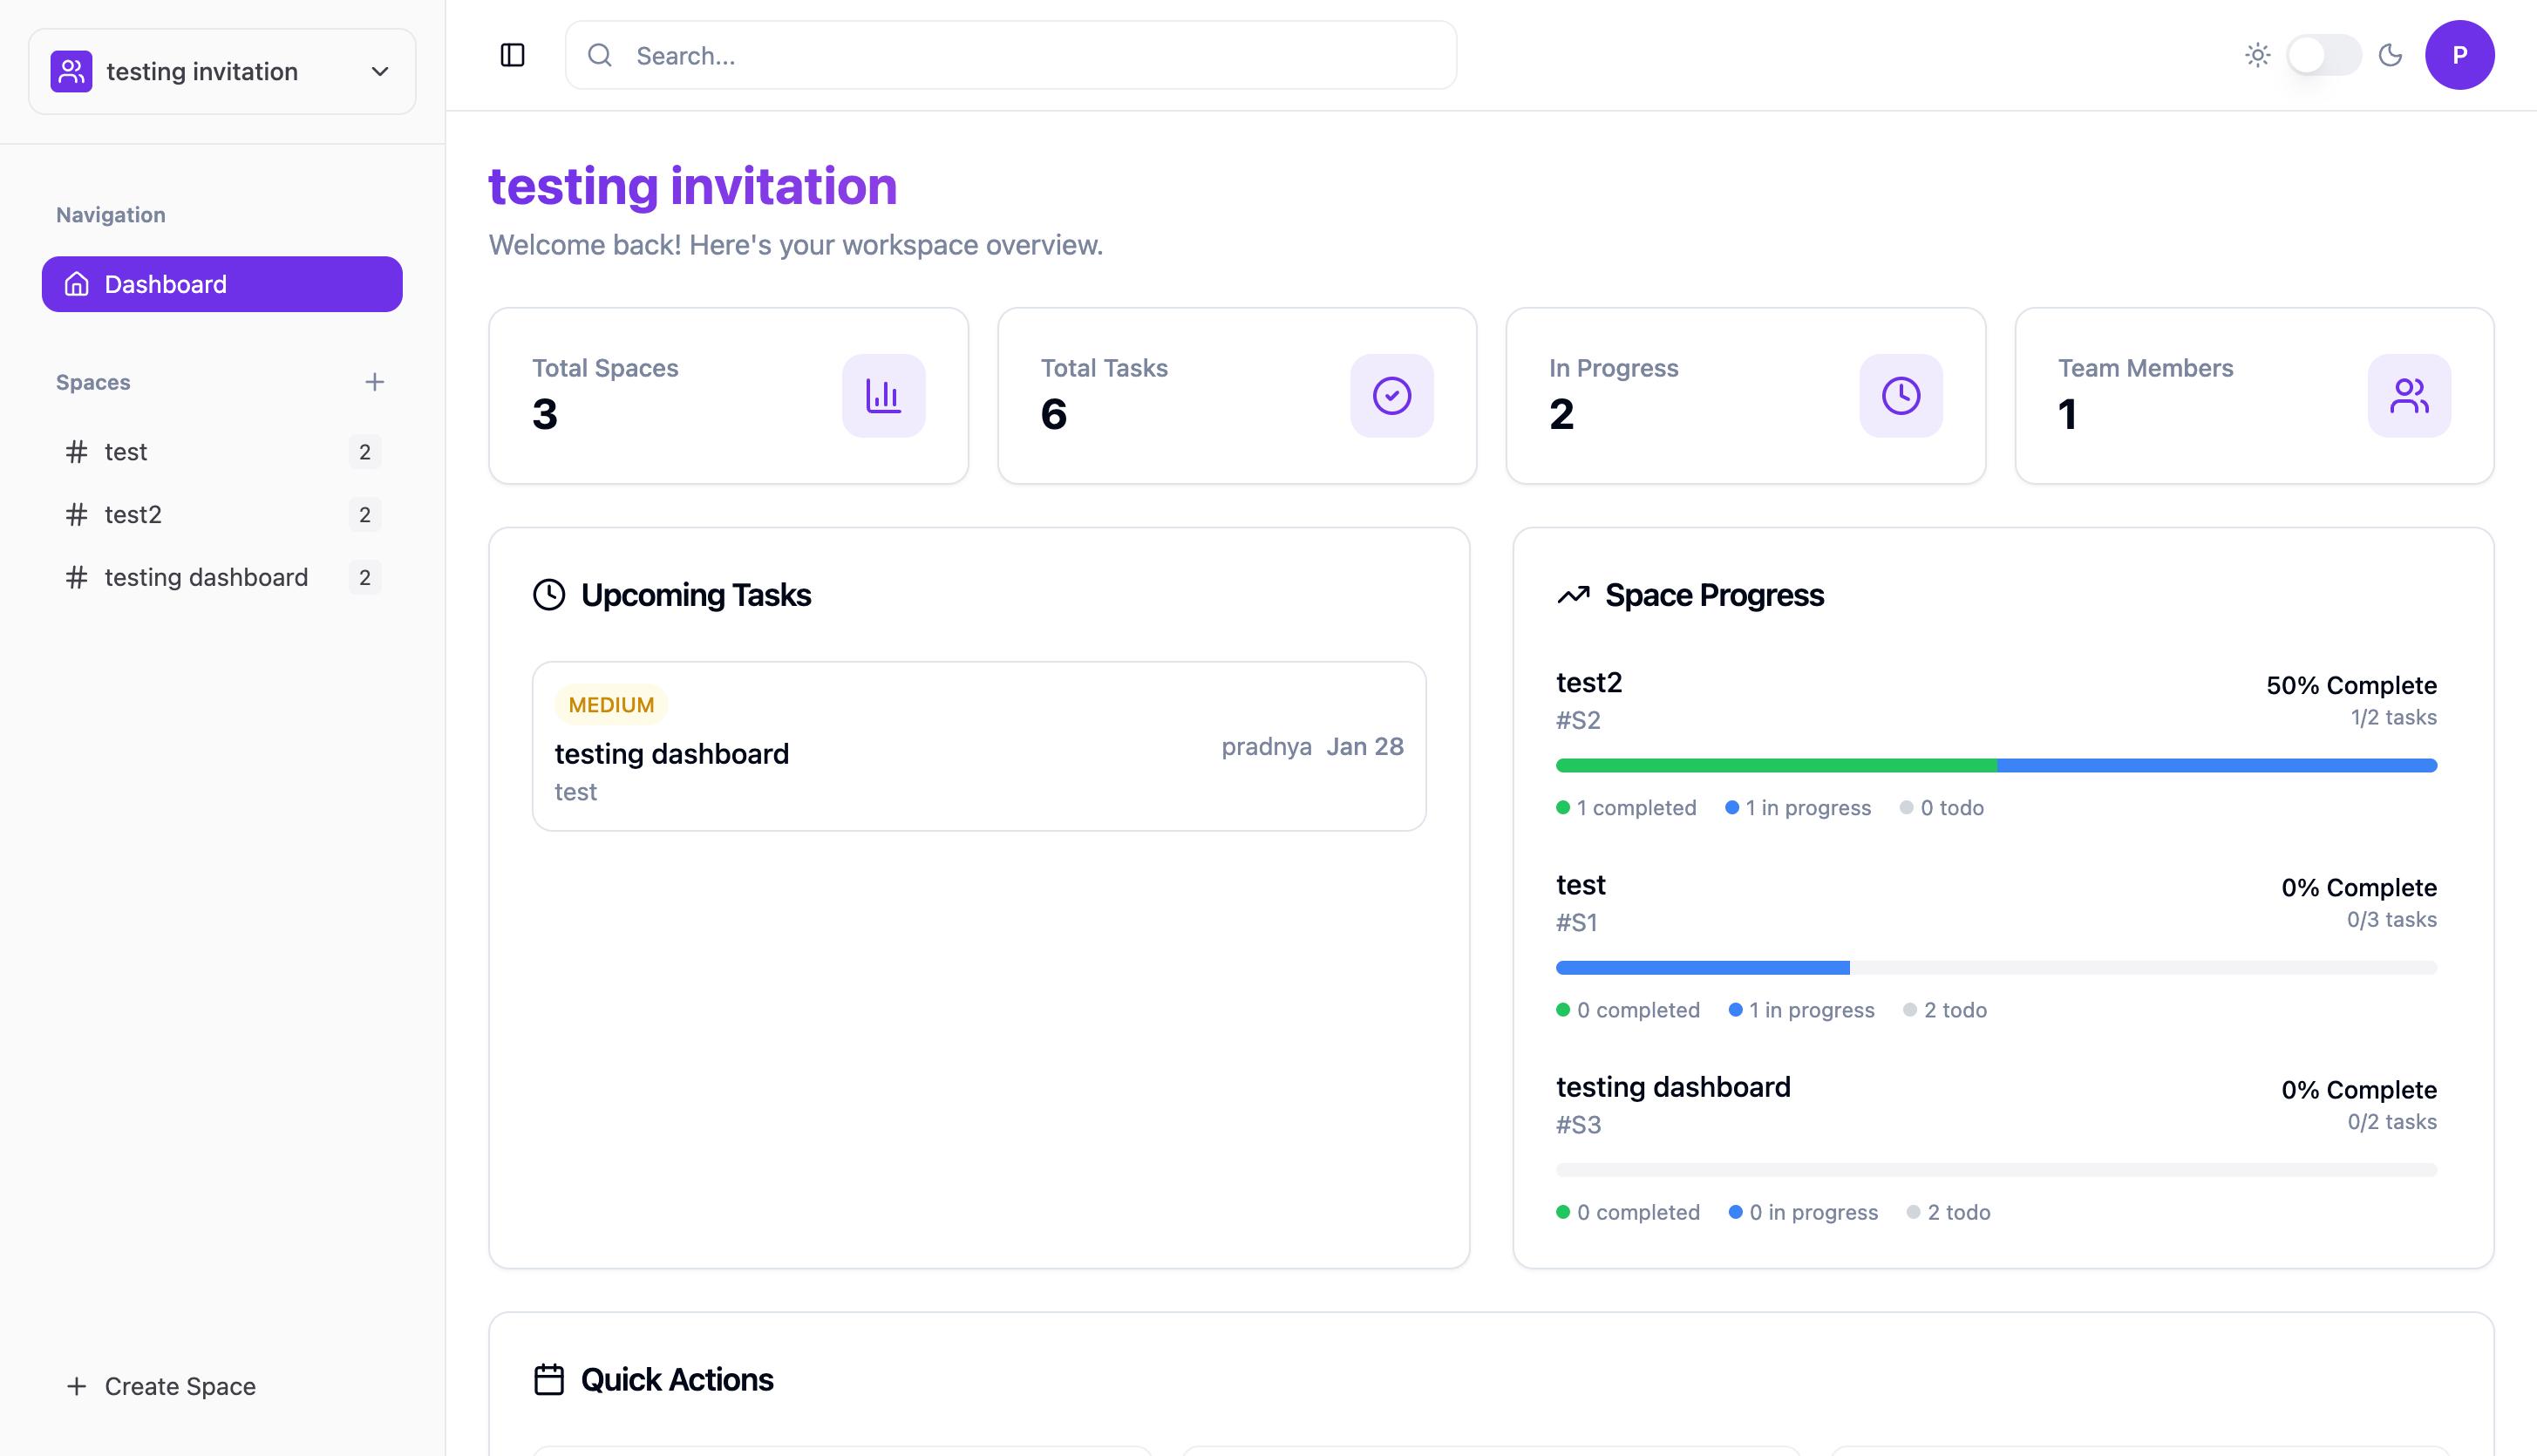 testing invitation
Search...
P
Navigation
Dashboard
Spaces
test 2
test2 2
testing dashboard 2
Create Space
testing invitation
Welcome back! Here's your workspace overview.
Total Spaces
3
Total Tasks
6
In Progress
2
Team Members
1
Upcoming Tasks
MEDIUM
testing dashboard
test
pradnya Jan 28
Space Progress
test2
50% Complete
#S2
1/2 tasks
1 completed 1 in progress 0 todo
test
0% Complete
#S1
0/3 tasks
0 completed 1 in progress 2 todo
testing dashboard
0% Complete
#S3
0/2 tasks
0 completed 0 in progress 2 todo
Quick Actions